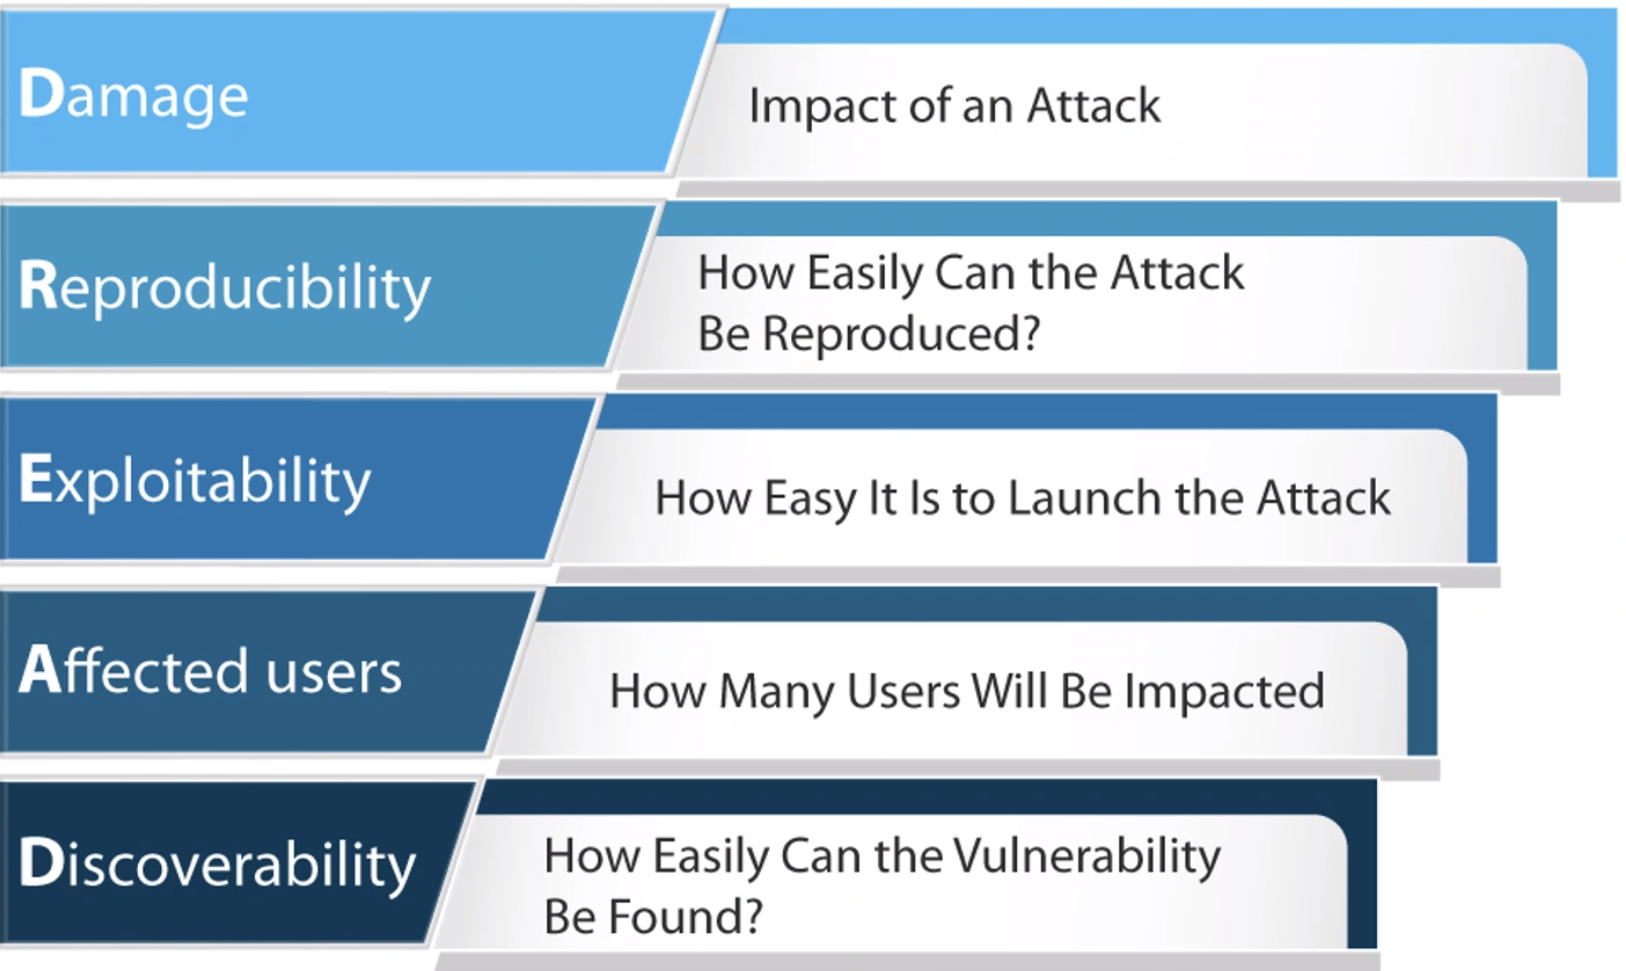 Damage
Impact of an Attack
Reproducibility
How Easily Can the Attack
Be Reproduced?
Exploitability
How Easy It Is to Launch the Attack
Affected users
How Many Users Will Be Impacted
Discoverability
How Easily Can the Vulnerability
Be Found?